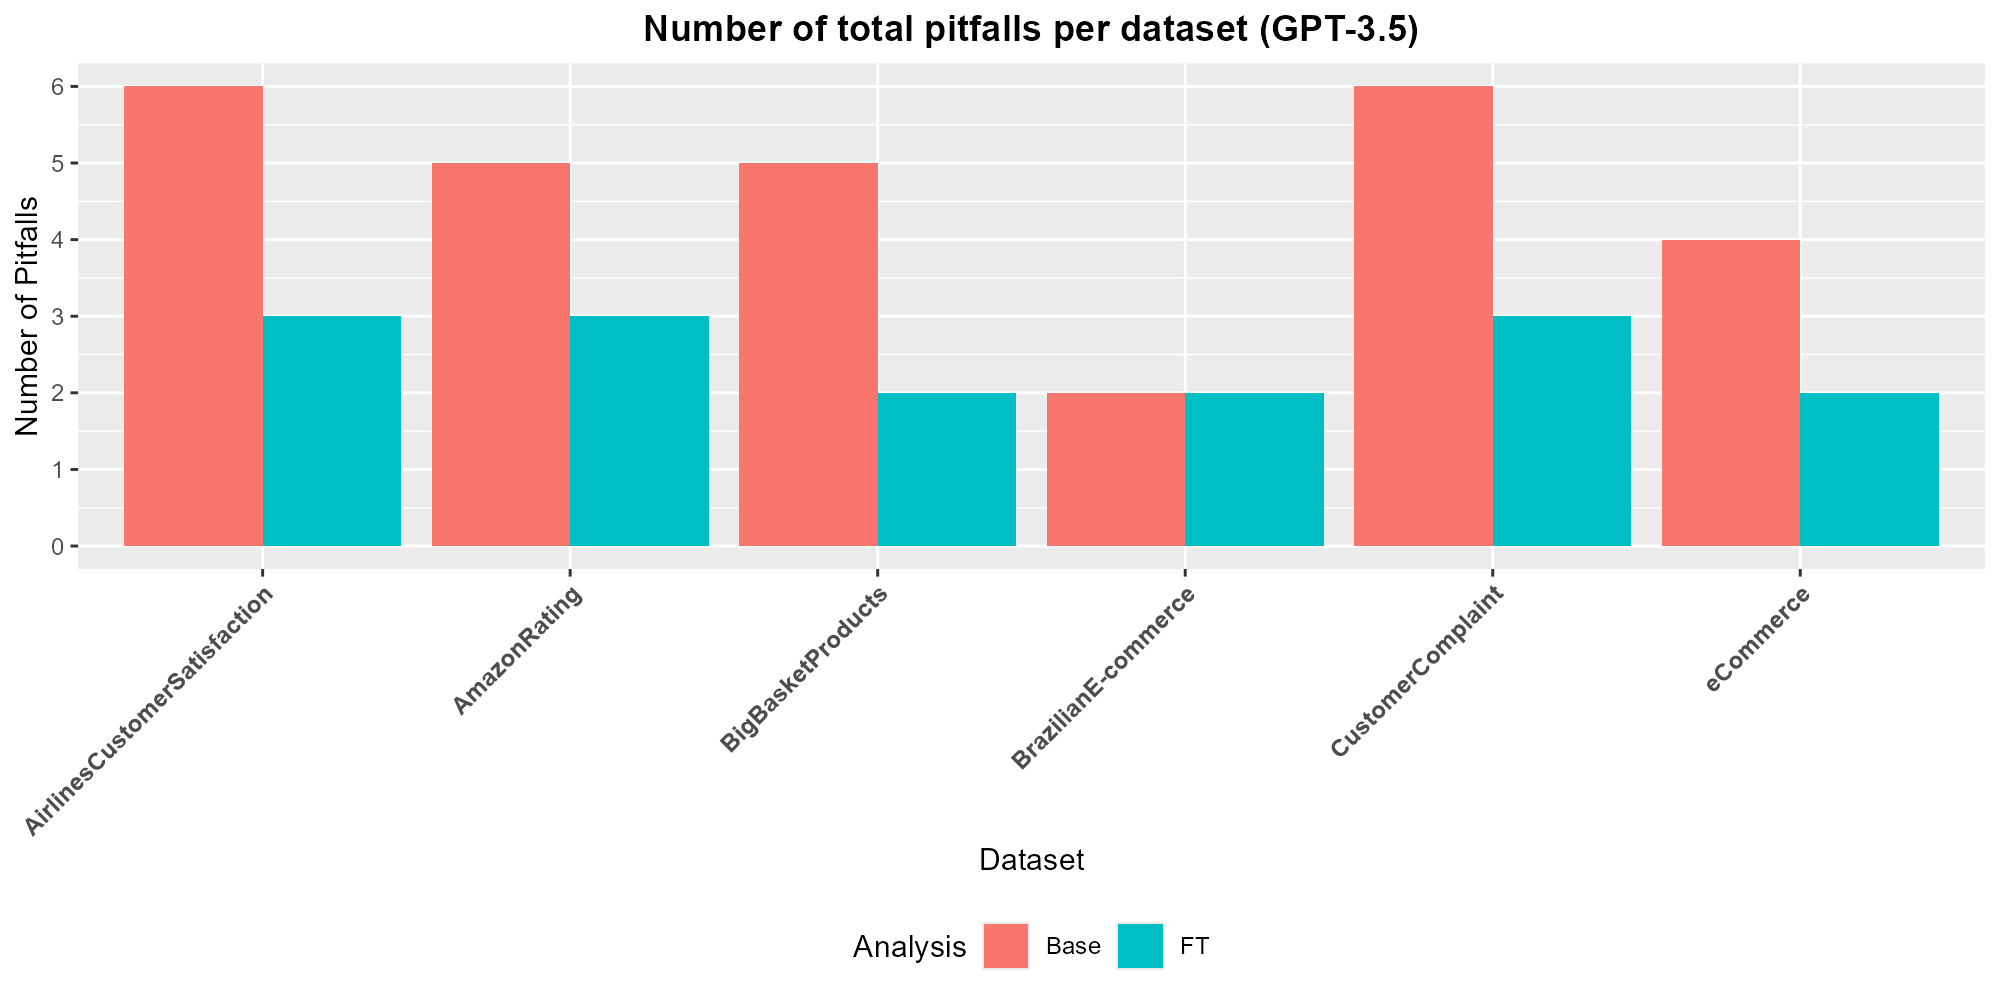 Number of total pitfalls per dataset (GPT-3.5)
Number of Pitfalls
6
5
4
3
2
1
0
AirlinesCustomerSatisfaction
AmazonRating
BigBasketProducts
BrazilianE-commerce
CustomerComplaint
eCommerce
Dataset
Analysis Base FT